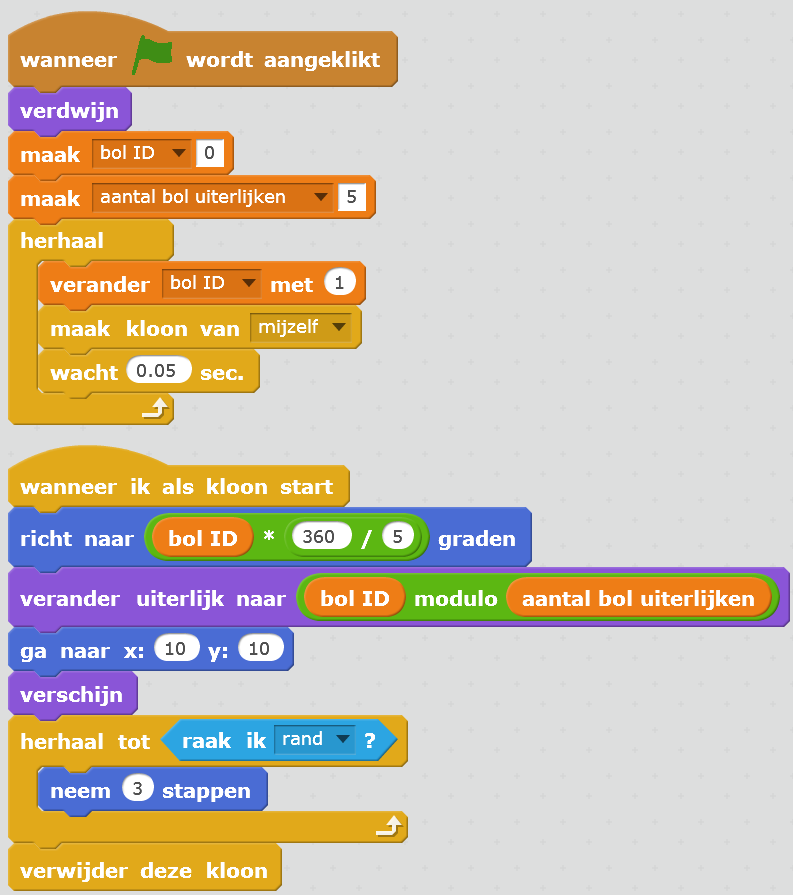 wanneer wordt aangeklikt
verdwijn
maak bol ID 0
maak aantal bol uiterlijken 5
herhaal
verander bol ID met 1
maak kloon van mijzelf
wacht 0.05 sec.
wanneer ik als kloon start
richt naar bol ID * 360 / 5 graden
verander uiterlijk naar bol ID modulo aantal bol uiterlijken
ga naar x: 10 y: 10
verschijn
herhaal tot raak ik rand ?
neem 3 stappen
verwijder deze kloon